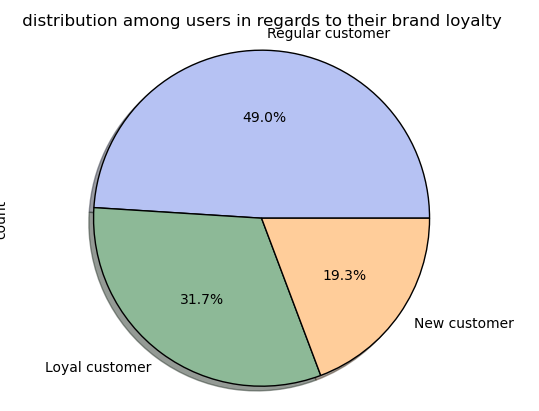 distribution among users in regards to their brand loyalty
Regular customer
49.0%
count
19.3%
31.7%
New customer
Loyal customer